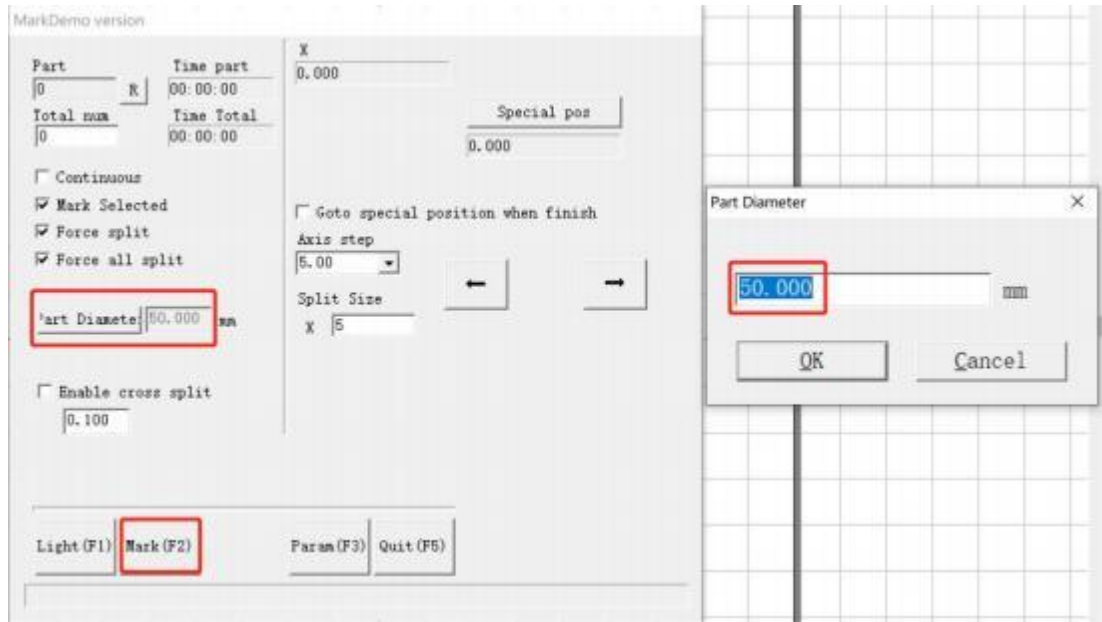 MarkDemo version
Part
Time part
0
R
00:00:00
Total num
Time Total
0
00:00:00
Continuous
Mark Selected
Force split
Force all split
Part Diameter
50.000
mm
Enable cross split
0.100
X
0.000
Special pos
0.000
Goto special position when finish
Axis step
5.00
Split Size
X
5
Light(F1)
Mark(F2)
Param(F3)
Quit(F5)
Part Diameter
50.000
mm
OK
Cancel